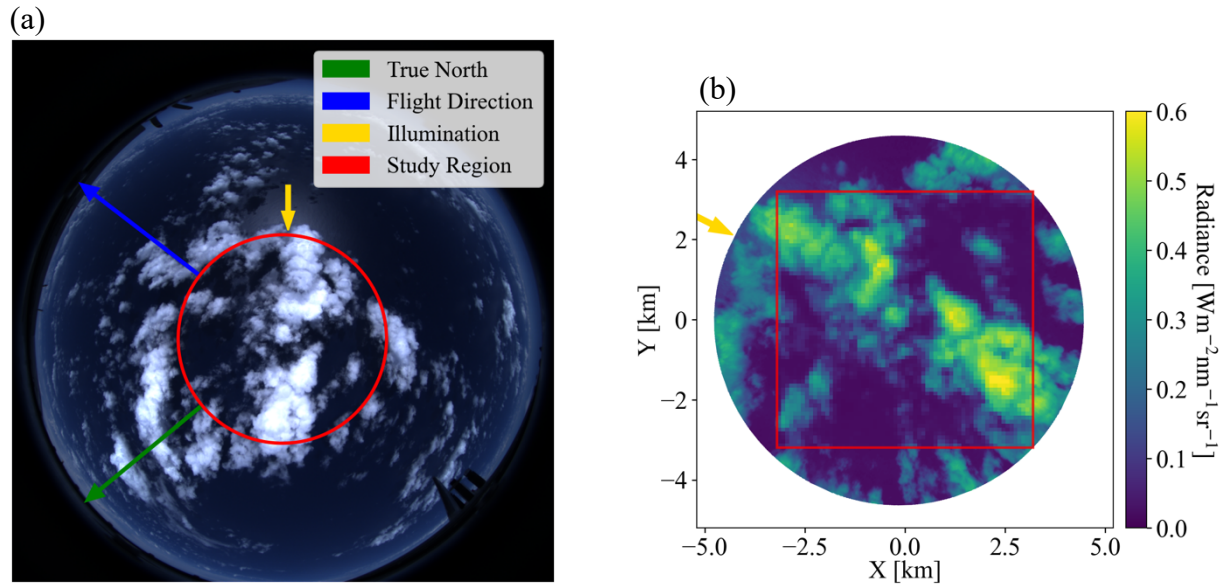 (a)
True North
Flight Direction
Illumination
Study Region
(b)
4
2
0
−2
−4
Y [km]
−5.0 −2.5 0.0 2.5 5.0
X [km]
0.6
0.5
0.4
0.3
0.2
0.1
0.0
Radiance [Wm⁻²nm⁻¹sr⁻¹]